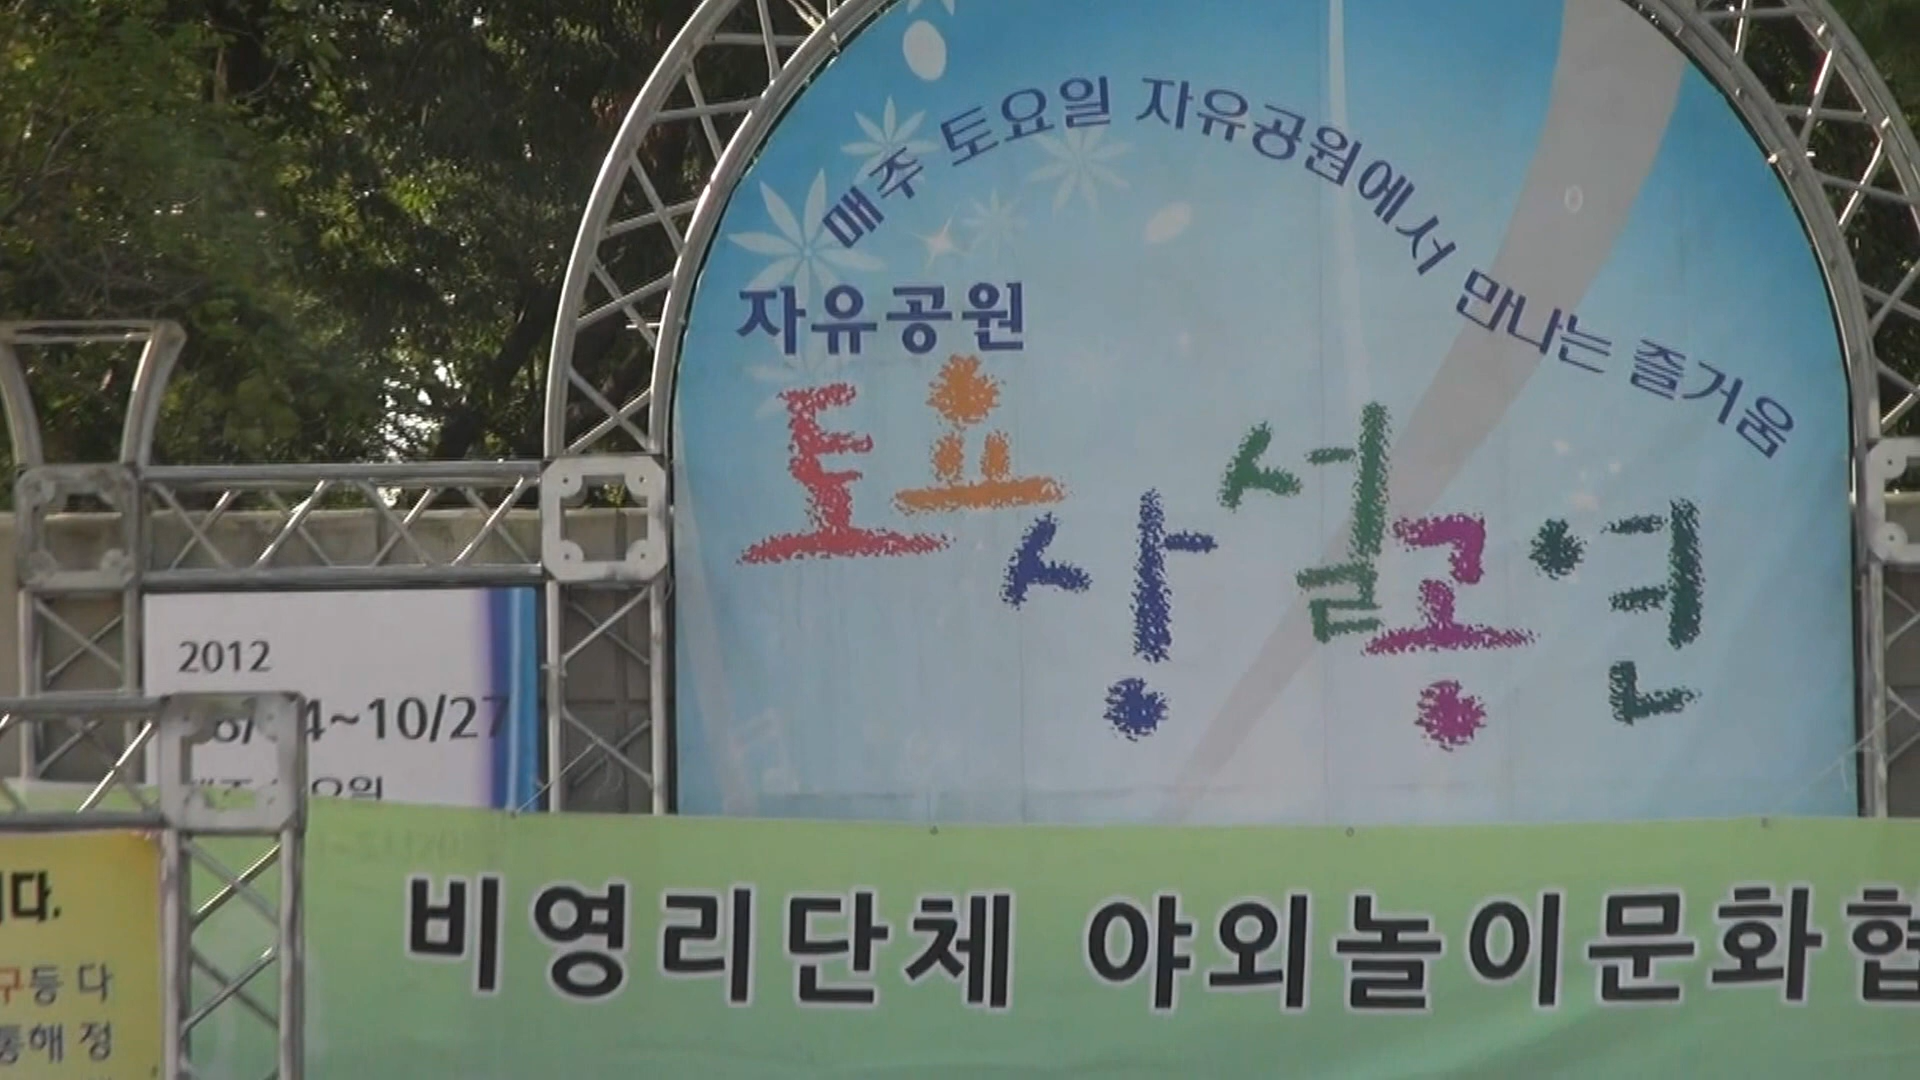 매주 토요일 자유공원에서 만나는 즐거움
자유공원
토요상설공연
2012
~10/27
비영리단체 야외놀이문화협
다.
구등 다
통해 정